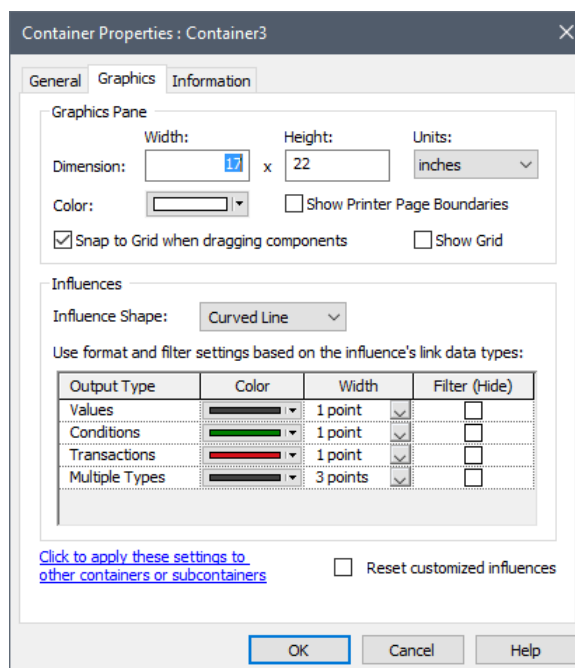 Container Properties : Container3
General Graphics Information
Graphics Pane
Width: Height: Units:
Dimension: 17 x 22 inches
Color: Show Printer Page Boundaries
Snap to Grid when dragging components Show Grid
Influences
Influence Shape: Curved Line
Use format and filter settings based on the influence's link data types:
Output Type Color Width Filter (Hide)
Values 1 point
Conditions 1 point
Transactions 1 point
Multiple Types 3 points
Click to apply these settings to
other containers or subcontainers
Reset customized influences
OK Cancel Help